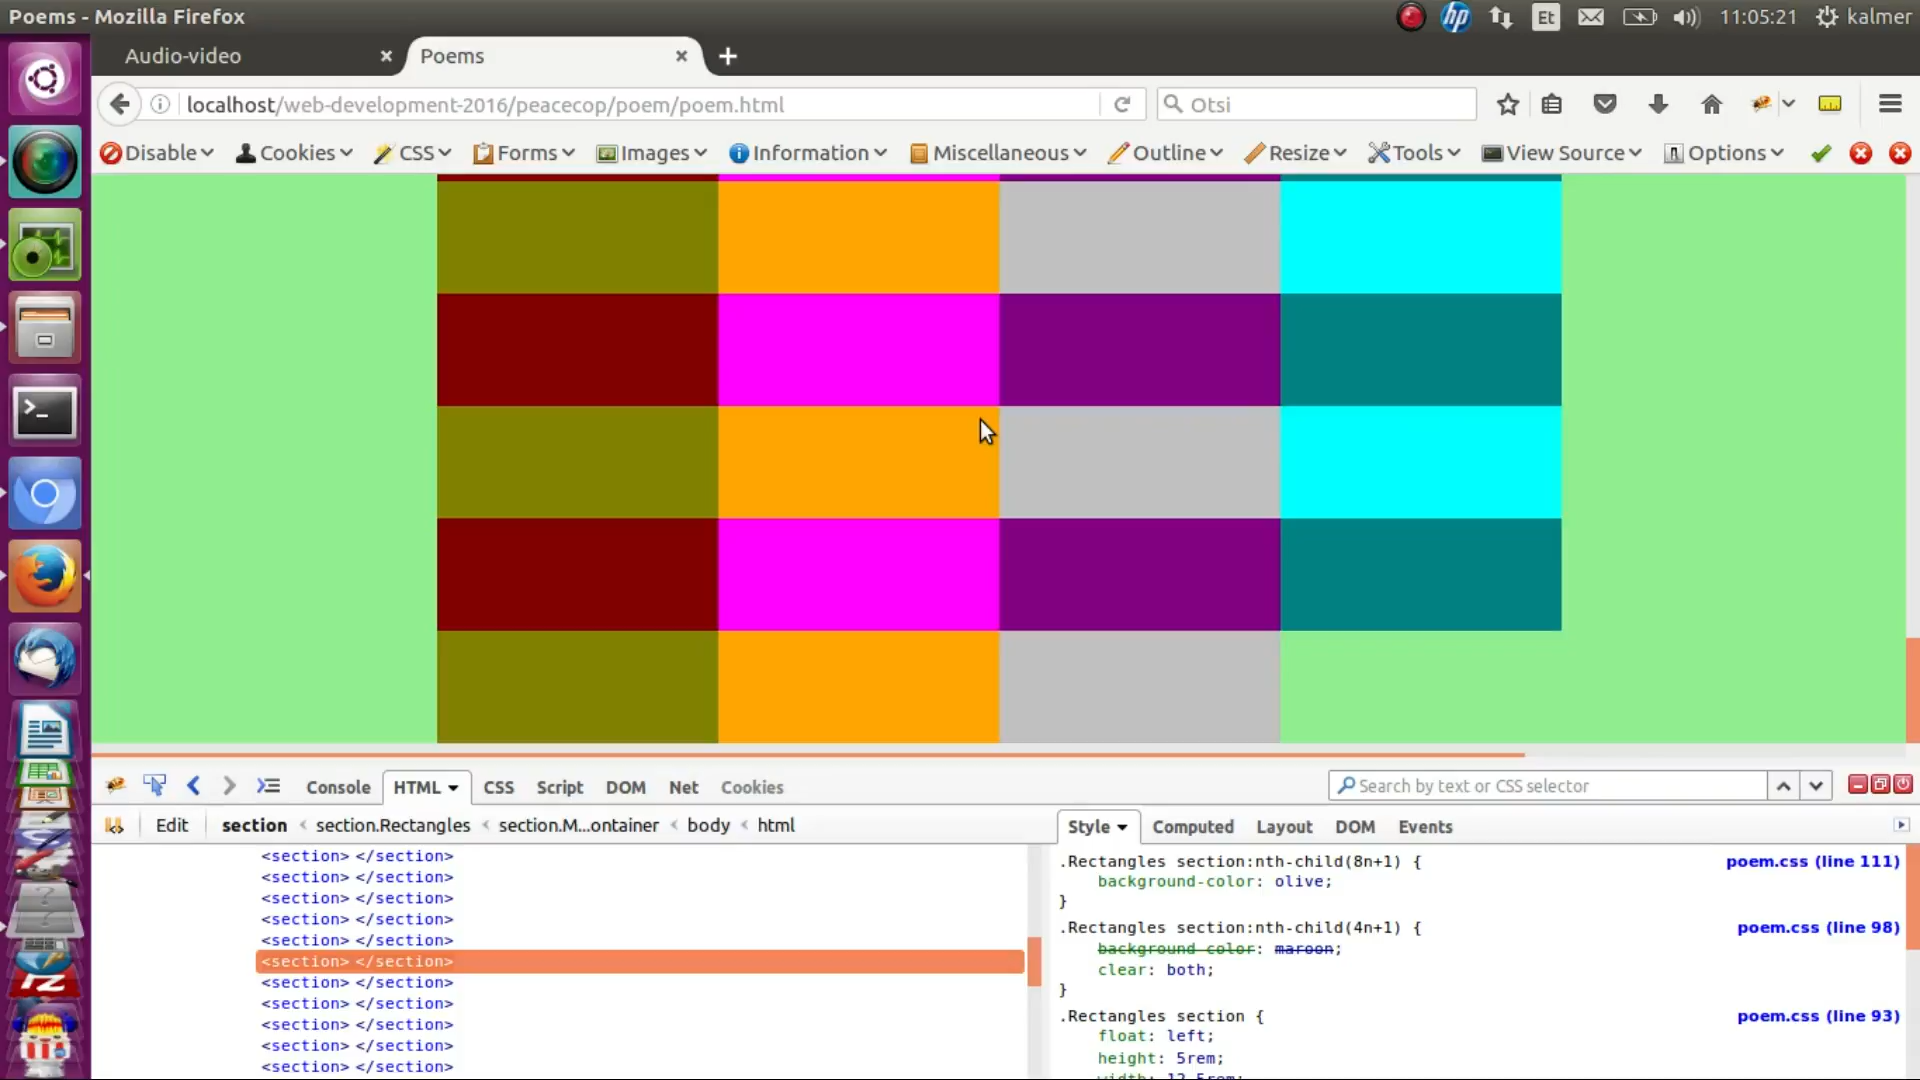 Poems - Mozilla Firefox
Et
11:05:21
kalmer
Audio-video
Poems
localhost/web-development-2016/peacecop/poem/poem.html
Otsi
Disable
Cookies
CSS
Forms
Images
Information
Miscellaneous
Outline
Resize
Tools
View Source
Options
Console
HTML
CSS
Script
DOM
Net
Cookies
Search by text or CSS selector
Edit
section < section.Rectangles < section.M...ontainer < body < html
Style
Computed
Layout
DOM
Events
<section> </section>
<section> </section>
<section> </section>
<section> </section>
<section> </section>
<section> </section>
<section> </section>
<section> </section>
<section> </section>
<section> </section>
<section> </section>
.Rectangles section:nth-child(8n+1) {
poem.css (line 111)
background-color: olive;
}
.Rectangles section:nth-child(4n+1) {
poem.css (line 98)
background-color: maroon;
clear: both;
}
.Rectangles section {
poem.css (line 93)
float: left;
height: 5rem;
width: 12.5rem;